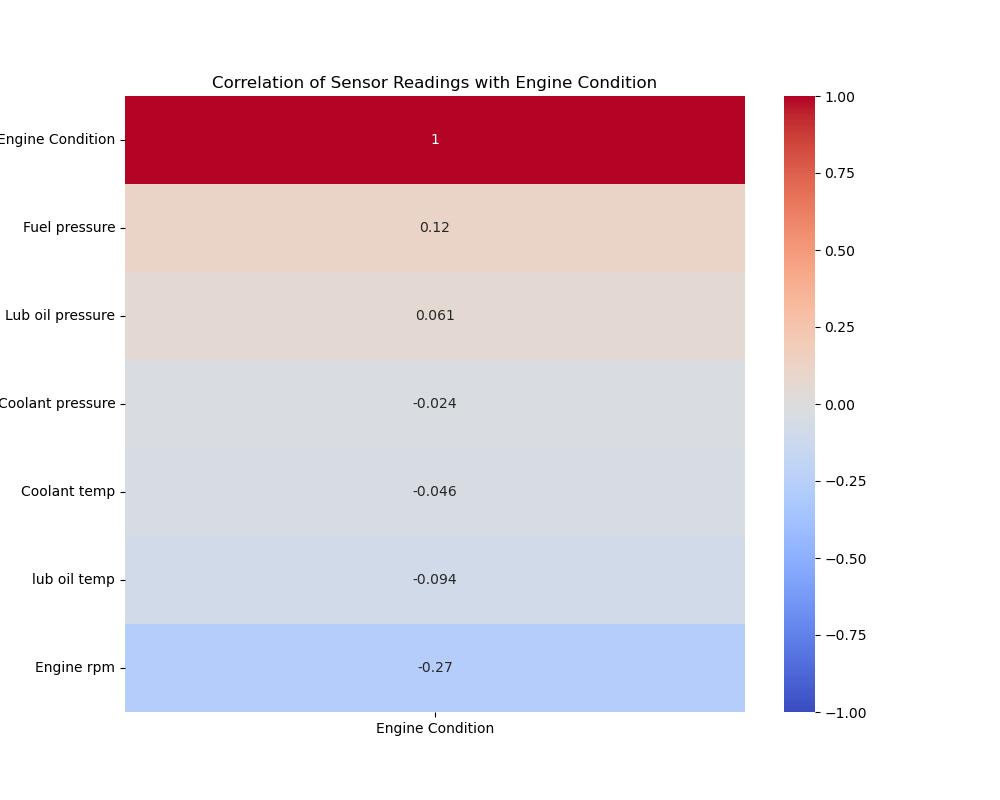 Correlation of Sensor Readings with Engine Condition
Engine Condition
1
Fuel pressure
0.12
Lub oil pressure
0.061
Coolant pressure
-0.024
Coolant temp
-0.046
lub oil temp
-0.094
Engine rpm
-0.27
Engine Condition
1.00
0.75
0.50
0.25
0.00
−0.25
−0.50
−0.75
−1.00